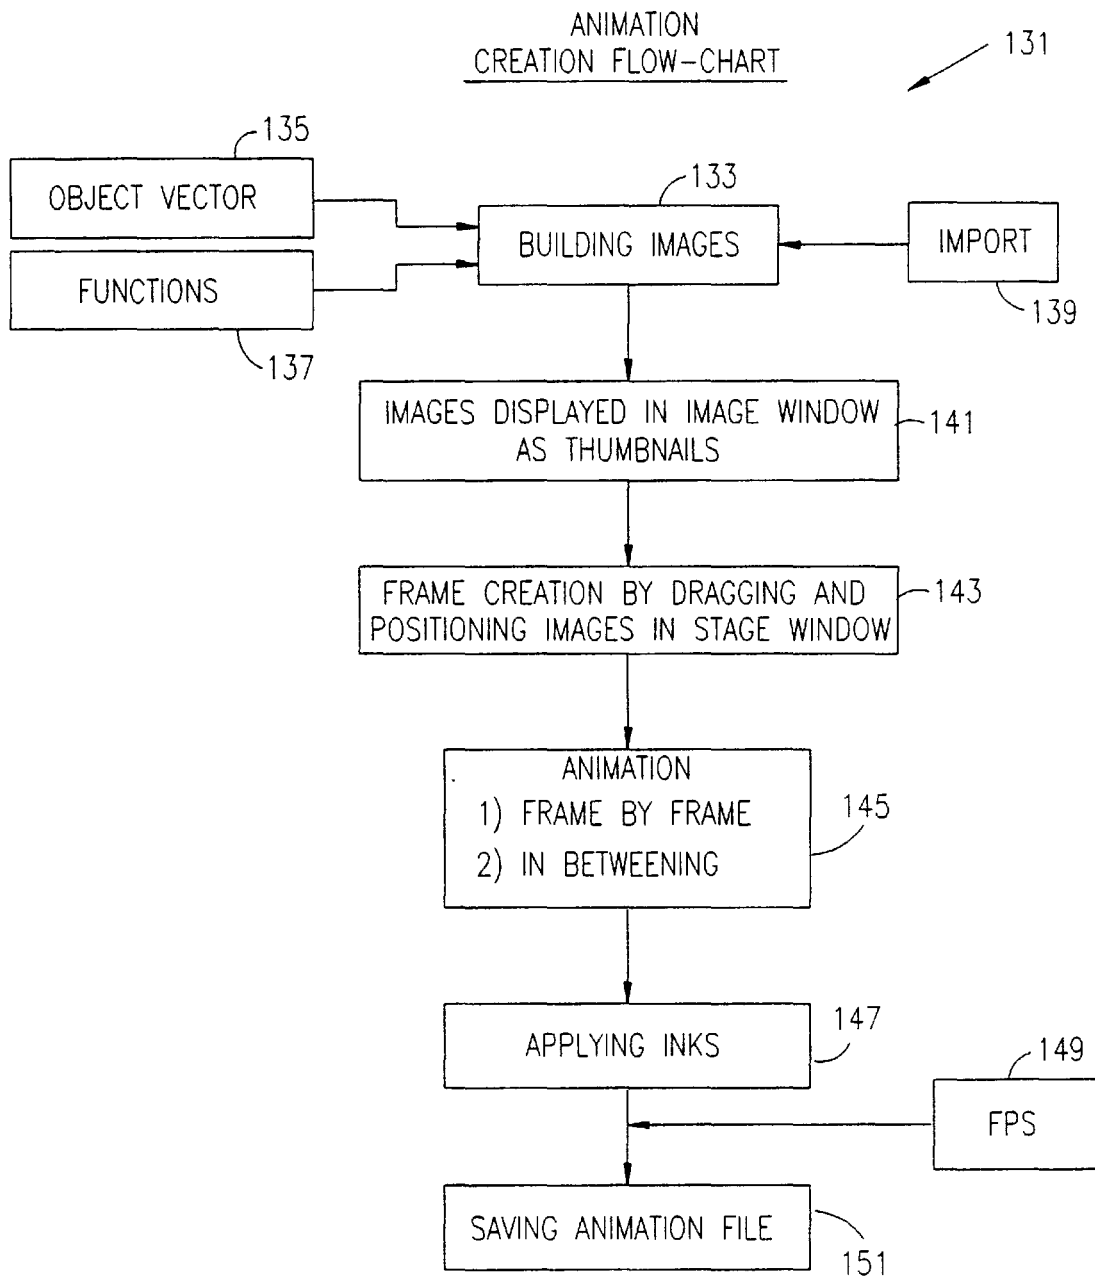 ANIMATION
CREATION FLOW-CHART
131
135
OBJECT VECTOR
133
BUILDING IMAGES
IMPORT
139
FUNCTIONS
137
IMAGES DISPLAYED IN IMAGE WINDOW
AS THUMBNAILS
141
FRAME CREATION BY DRAGGING AND
POSITIONING IMAGES IN STAGE WINDOW
143
ANIMATION
1) FRAME BY FRAME
2) IN BETWEENING
145
APPLYING INKS
147
149
FPS
SAVING ANIMATION FILE
151